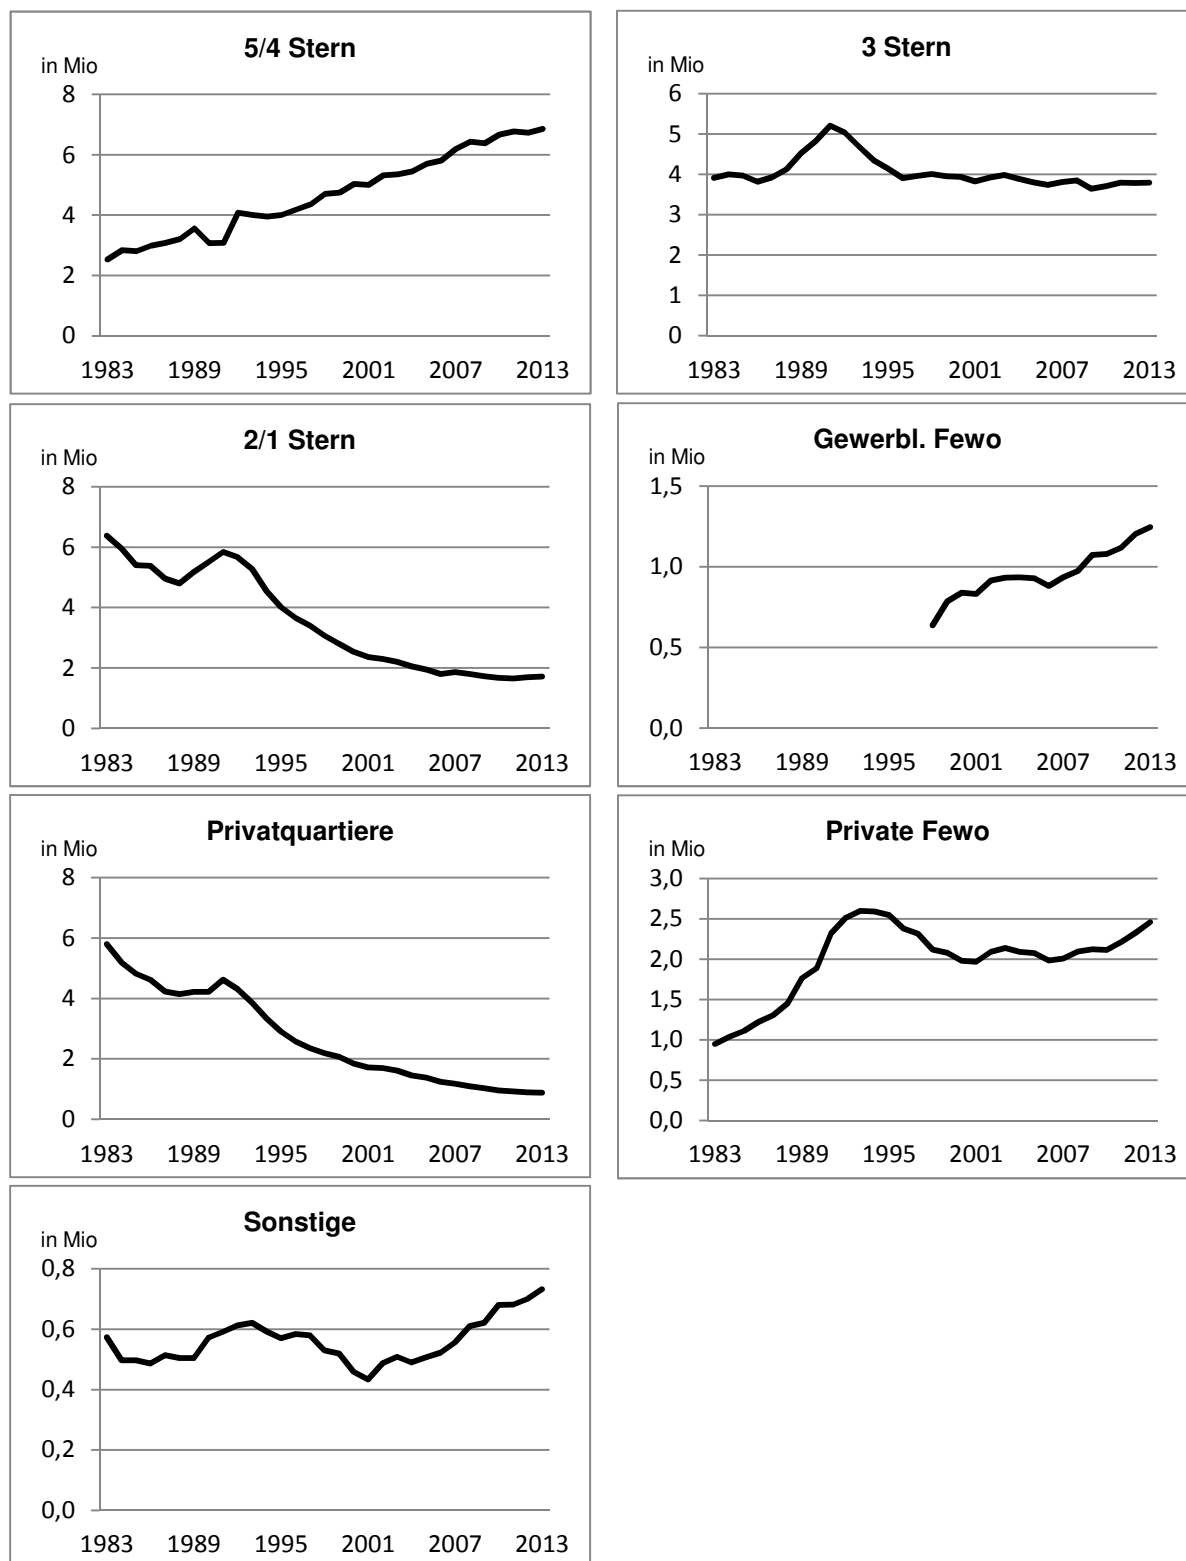 5/4 Stern
in Mio
8
6
4
2
0
1983 1989 1995 2001 2007 2013
3 Stern
in Mio
6
5
4
3
2
1
0
1983 1989 1995 2001 2007 2013
2/1 Stern
in Mio
8
6
4
2
0
1983 1989 1995 2001 2007 2013
Gewerbl. Fewo
in Mio
1,5
1,0
0,5
0,0
1983 1989 1995 2001 2007 2013
Privatquartiere
in Mio
8
6
4
2
0
1983 1989 1995 2001 2007 2013
Private Fewo
in Mio
3,0
2,5
2,0
1,5
1,0
0,5
0,0
1983 1989 1995 2001 2007 2013
Sonstige
in Mio
0,8
0,6
0,4
0,2
0,0
1983 1989 1995 2001 2007 2013